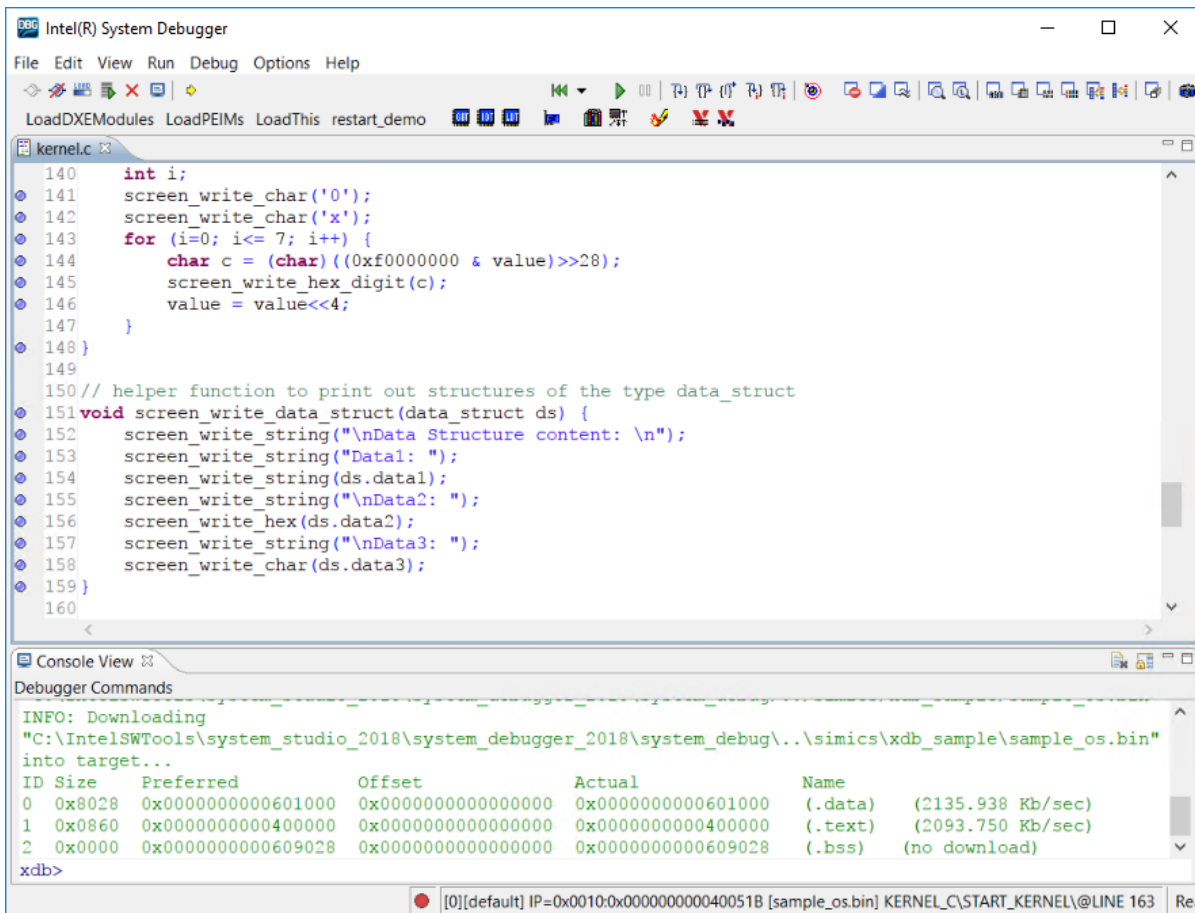 DBG Intel(R) System Debugger
File Edit View Run Debug Options Help
LoadDXEModules LoadPEIMs LoadThis restart_demo
kernel.c
140 int i;
141 screen_write_char('0');
142 screen_write_char('x');
143 for (i=0; i<= 7; i++) {
144 char c = (char)((0xf0000000 & value)>>28);
145 screen_write_hex_digit(c);
146 value = value<<4;
147 }
148 }
149
150 // helper function to print out structures of the type data_struct
151 void screen_write_data_struct(data_struct ds) {
152 screen_write_string("\nData Structure content: \n");
153 screen_write_string("Data1: ");
154 screen_write_string(ds.data1);
155 screen_write_string("\nData2: ");
156 screen_write_hex(ds.data2);
157 screen_write_string("\nData3: ");
158 screen_write_char(ds.data3);
159 }
160
Console View
Debugger Commands
INFO: Downloading
"C:\IntelSWTools\system_studio_2018\system_debugger_2018\system_debug\..\simics\xdb_sample\sample_os.bin"
into target...
ID Size Preferred Offset Actual Name
0 0x8028 0x0000000000601000 0x0000000000000000 0x0000000000601000 (.data) (2135.938 Kb/sec)
1 0x0860 0x0000000000400000 0x0000000000000000 0x0000000000400000 (.text) (2093.750 Kb/sec)
2 0x0000 0x0000000000609028 0x0000000000000000 0x0000000000609028 (.bss) (no download)
xdb>
[0][default] IP=0x0010:0x000000000040051B [sample_os.bin] KERNEL_C\START_KERNEL\@LINE 163 Re